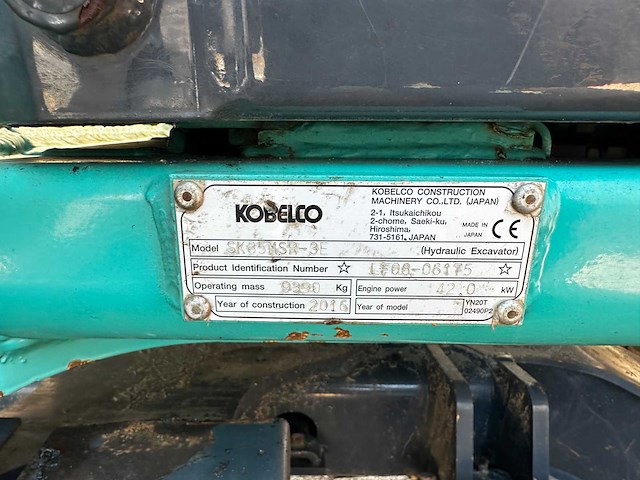 KOBELCO
KOBELCO CONSTRUCTION
MACHINERY CO.,LTD. (JAPAN)
2-1, Itsukaichikou
2-chome, Saeki-ku,
Hiroshima,
731-5161, JAPAN
MADE IN
JAPAN
CE
Model SK85MSR-3E (Hydraulic Excavator)
Product Identification Number ☆ LF08-08175 ☆
Operating mass Kg Engine power 42.0 kW
Year of construction 2016 Year of model
YN20T
02490P2